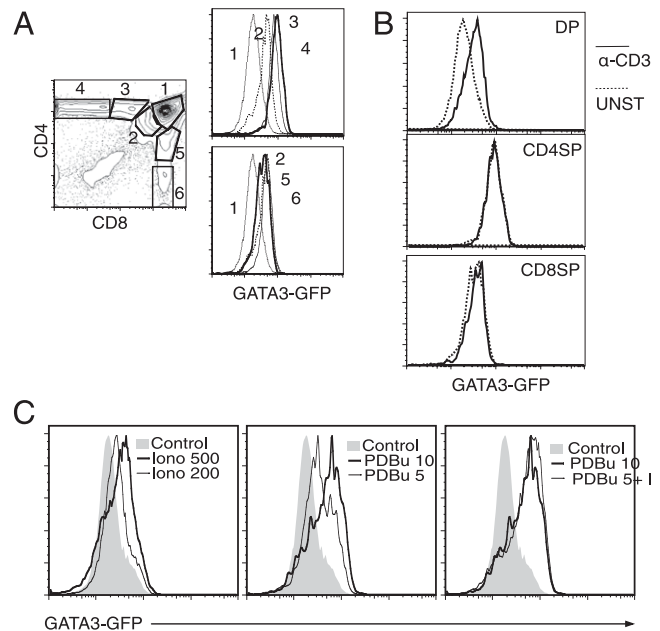 A
4 3 1
2
5
6
CD4
CD8
1 2 3 4
1 2 5 6
GATA3-GFP
B
DP
CD4SP
CD8SP
GATA3-GFP
α-CD3
UNST
C
Control
Iono 500
Iono 200
Control
PDBu 10
PDBu 5
Control
PDBu 10
PDBu 5+ I
GATA3-GFP